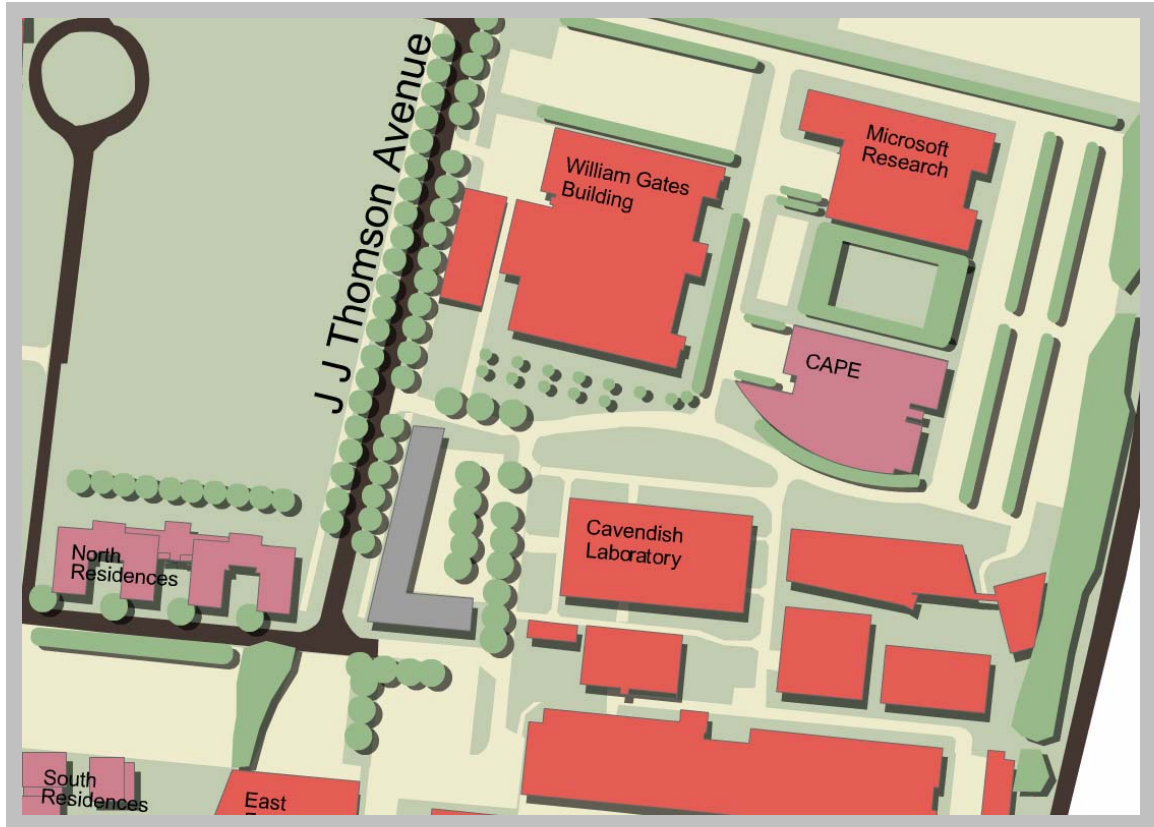 J J Thomson Avenue
William Gates
Building
Microsoft
Research
CAPE
Cavendish
Laboratory
North
Residences
South
Residences
East